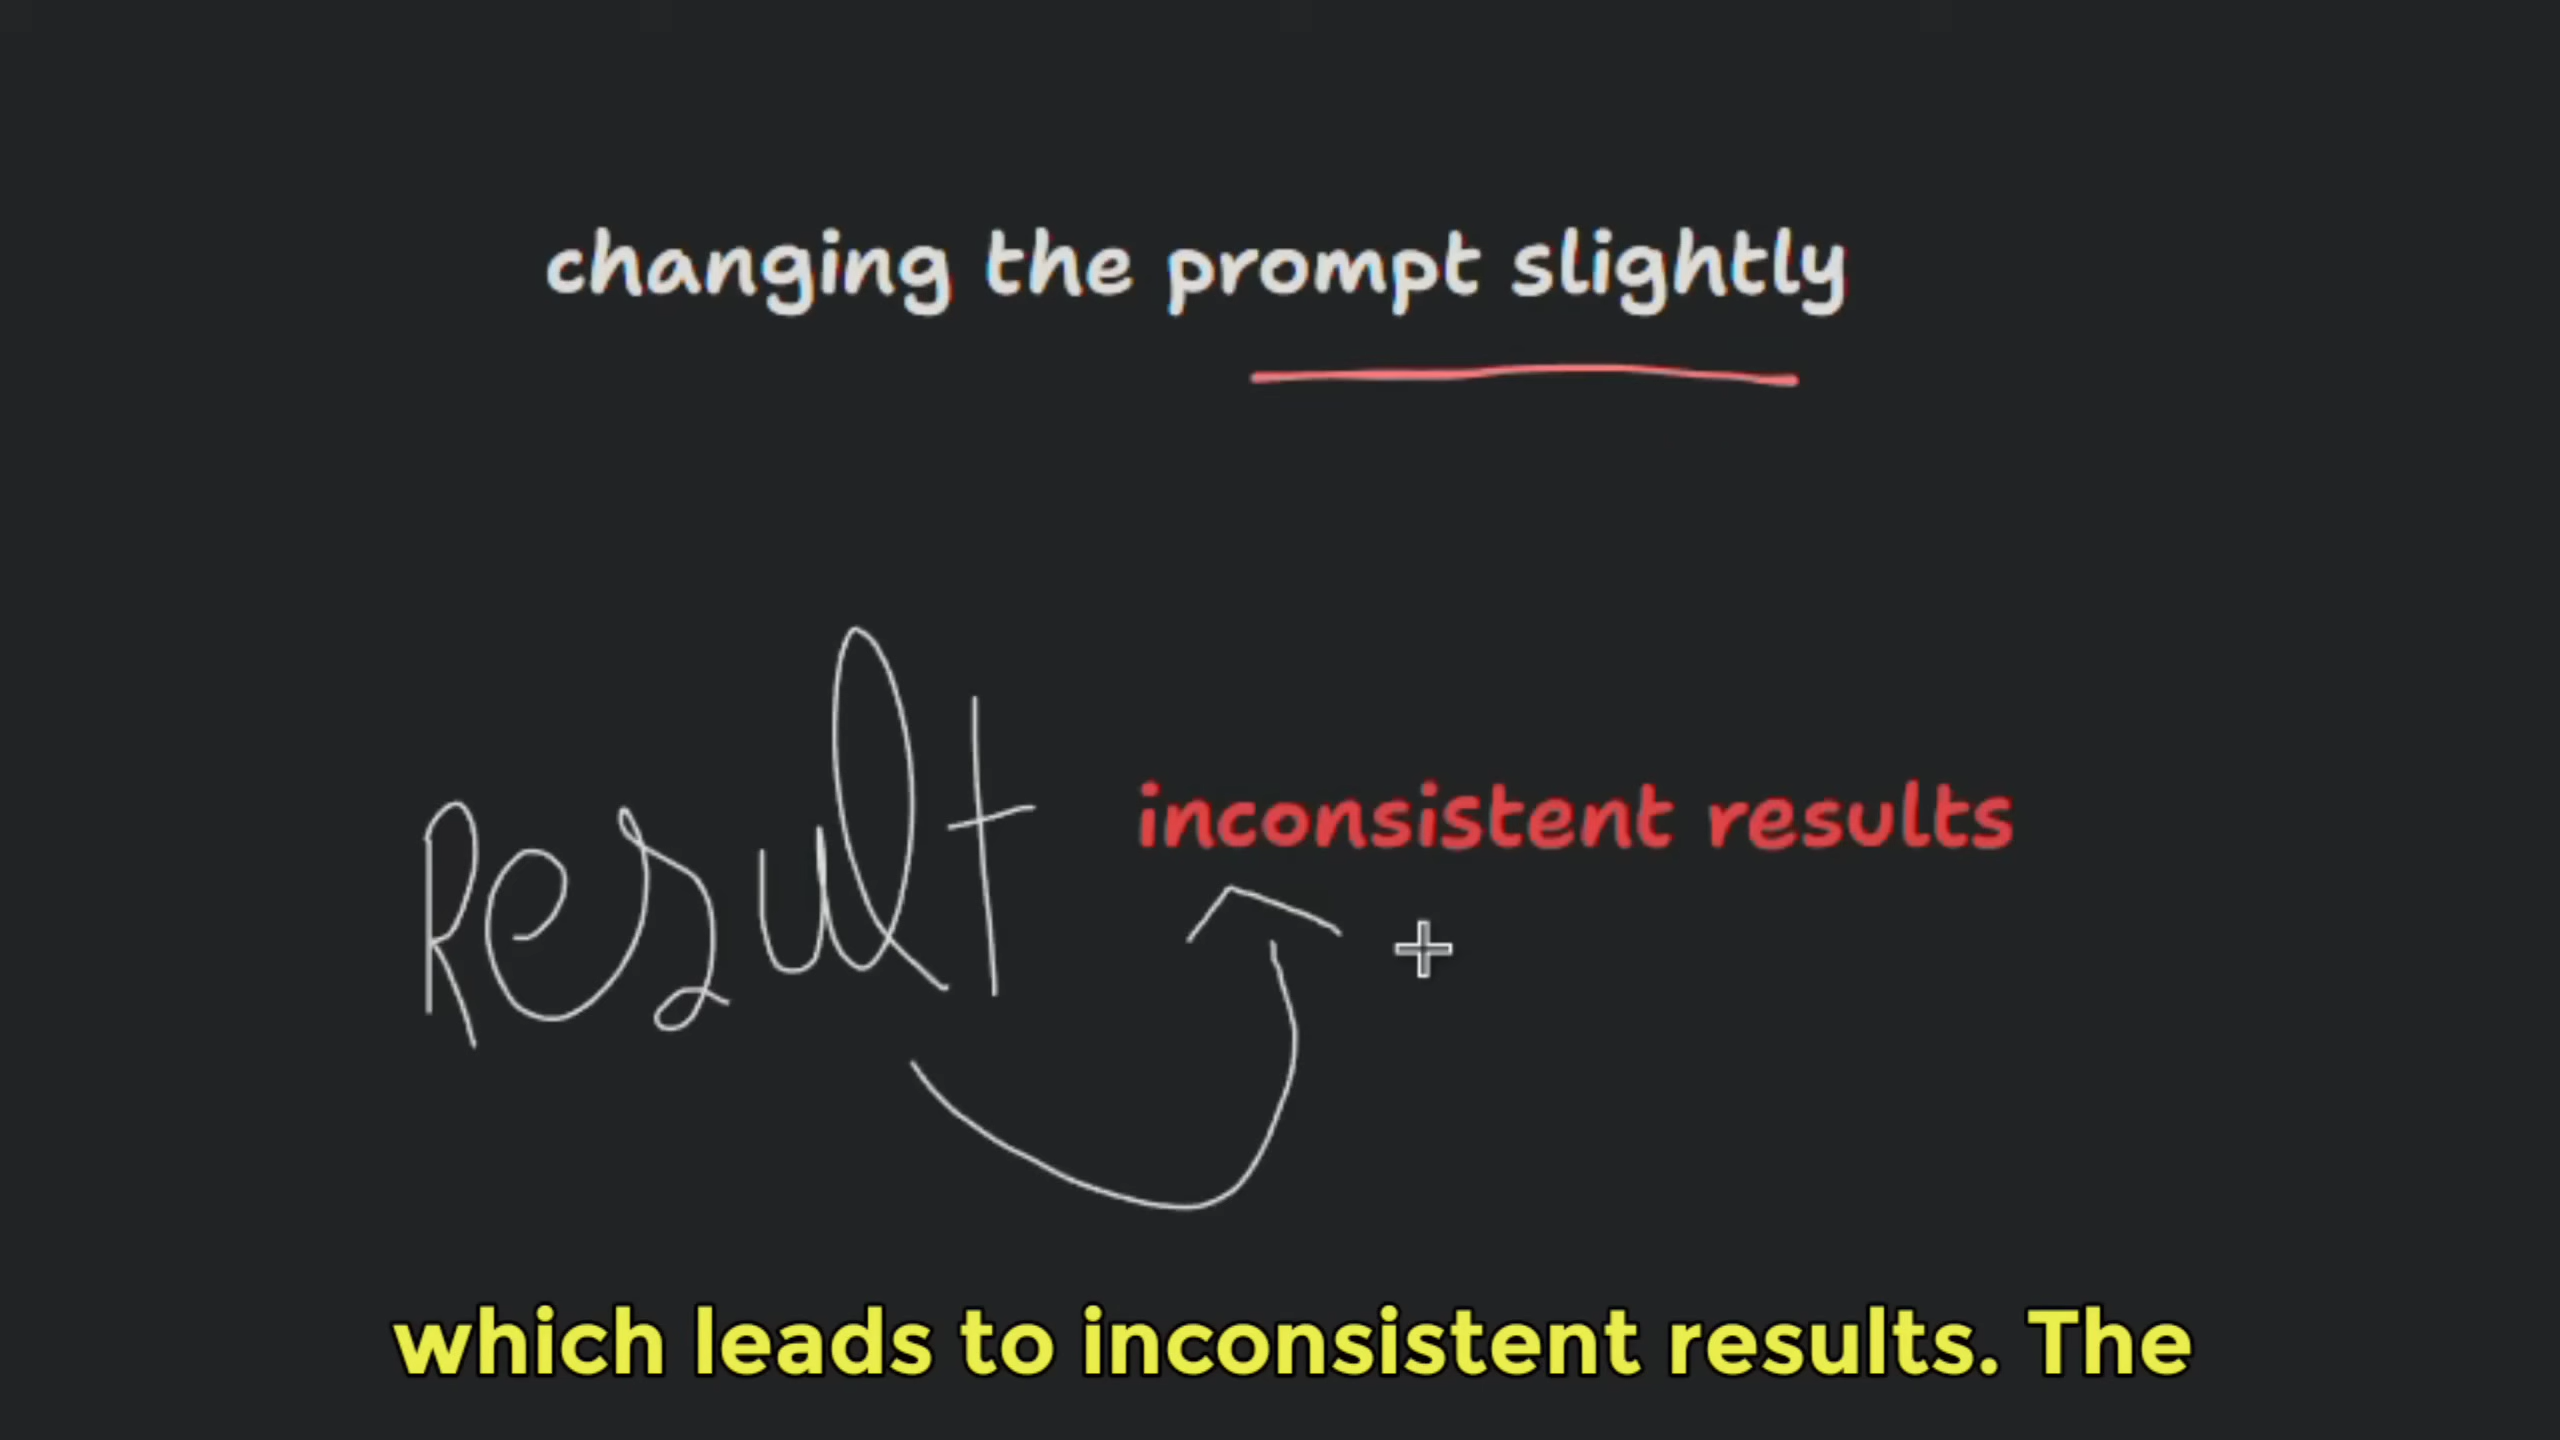 changing the prompt slightly
Result
inconsistent results
which leads to inconsistent results. The